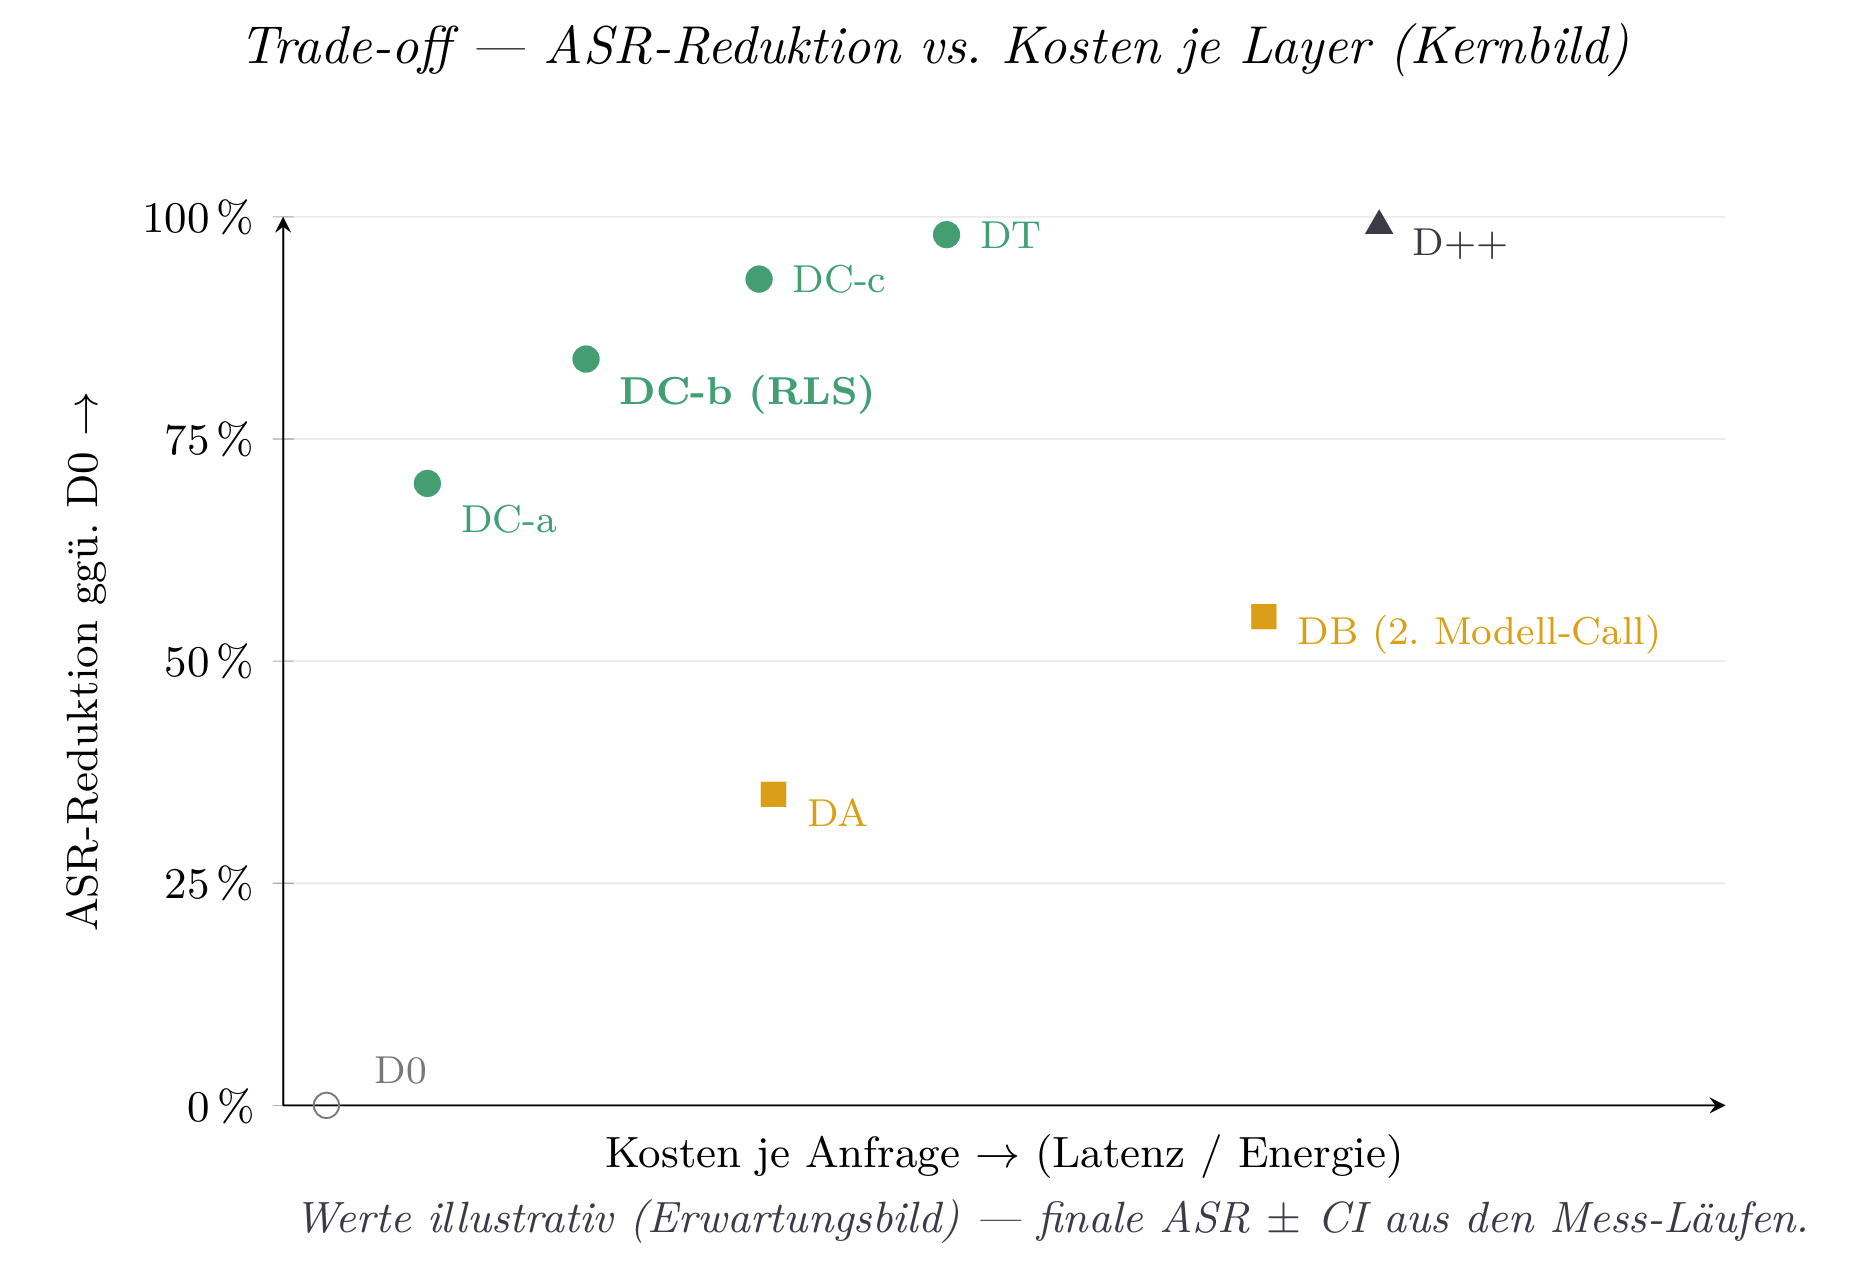 Trade-off — ASR-Reduktion vs. Kosten je Layer (Kernbild)
100 %
DT
D++
DC-c
DC-b (RLS)
75 %
DC-a
ASR-Reduktion ggü. D0 →
DB (2. Modell-Call)
50 %
DA
25 %
D0
0 %
Kosten je Anfrage → (Latenz / Energie)
Werte illustrativ (Erwartungsbild) — finale ASR ± CI aus den Mess-Läufen.